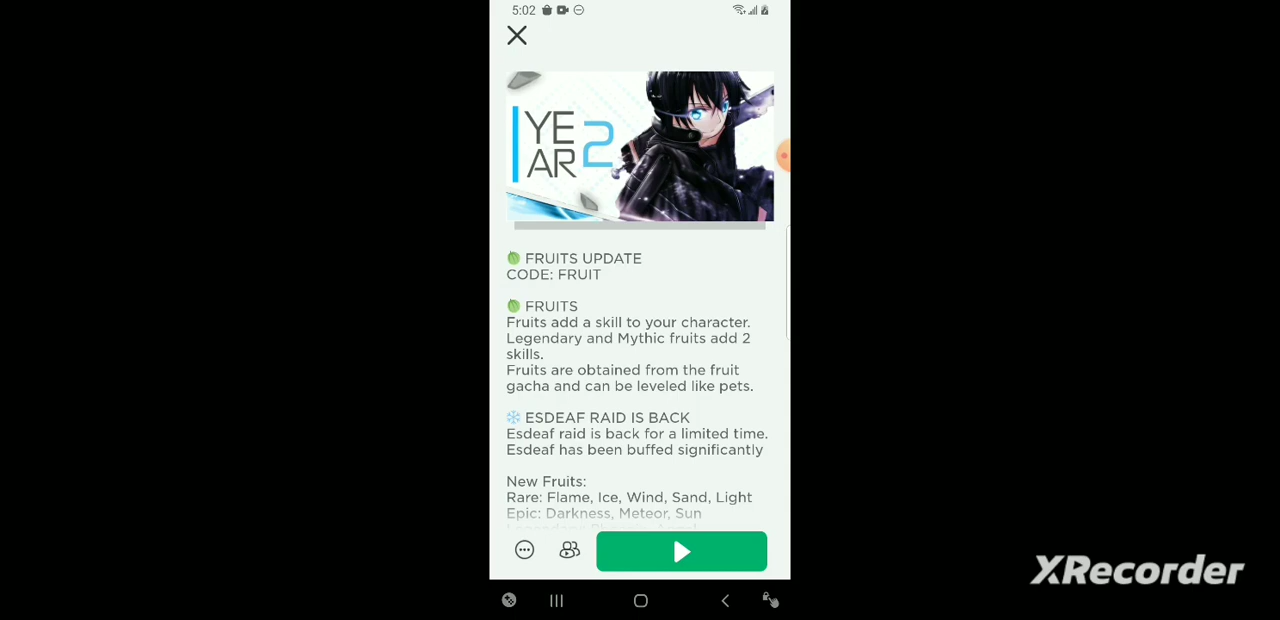 5:02
YE
AR 2
FRUITS UPDATE
CODE: FRUIT
FRUITS
Fruits add a skill to your character.
Legendary and Mythic fruits add 2
skills.
Fruits are obtained from the fruit
gacha and can be leveled like pets.
ESDEAF RAID IS BACK
Esdeaf raid is back for a limited time.
Esdeaf has been buffed significantly
New Fruits:
Rare: Flame, Ice, Wind, Sand, Light
Epic: Darkness, Meteor, Sun
XRecorder